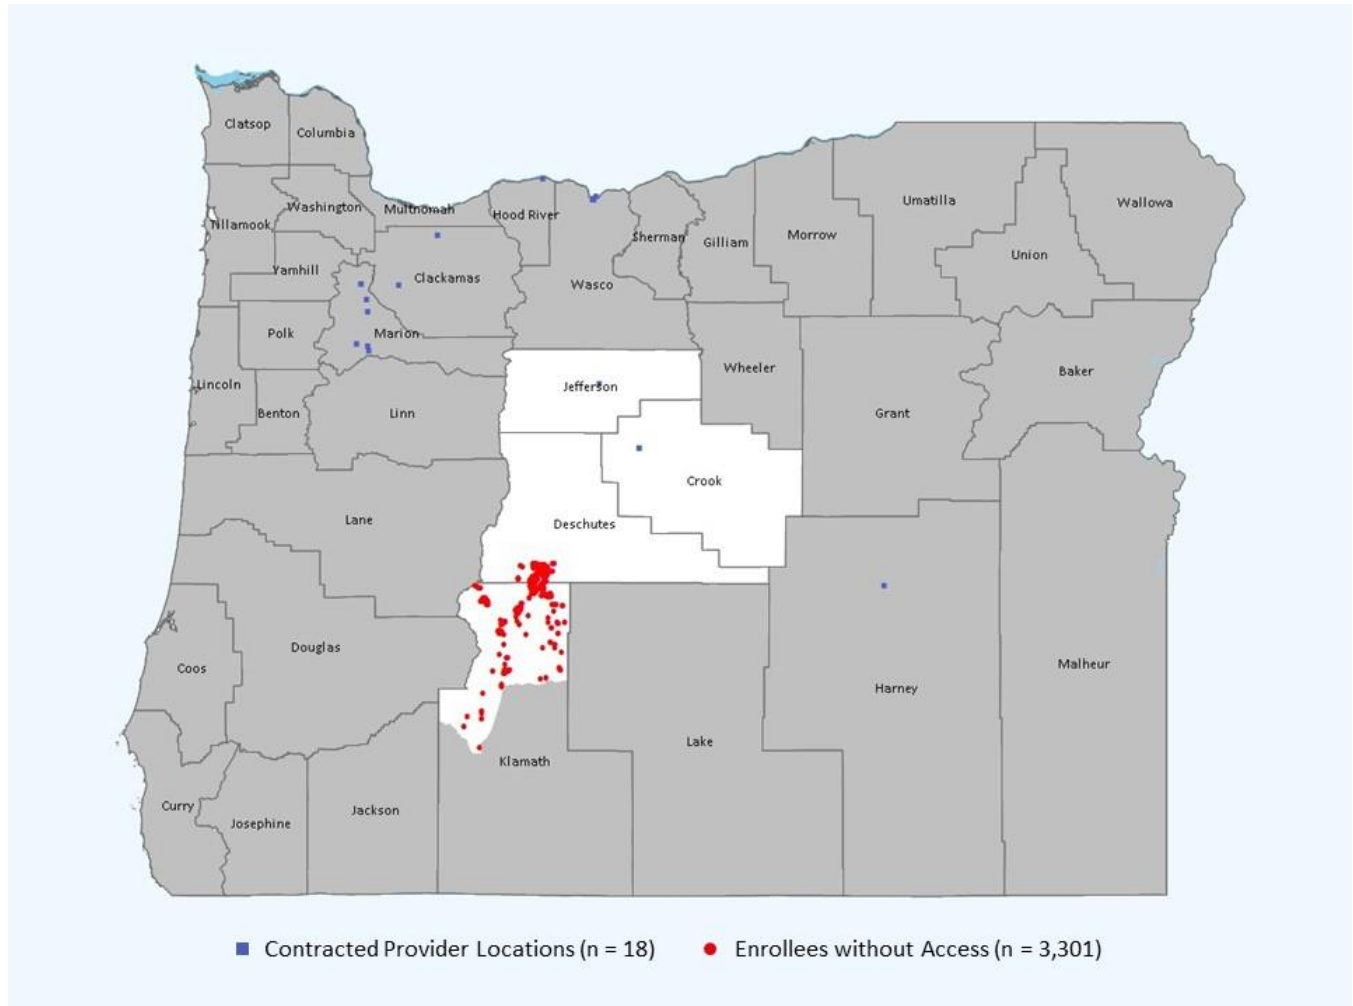 Clatsop
Columbia
Washington
Multnomah
Tillamook
Hood River
Yamhill
Clackamas
Sherman
Gilliam
Morrow
Umatilla
Union
Wallowa
Wasco
Polk
Marion
Lincoln
Benton
Linn
Jefferson
Wheeler
Grant
Baker
Crook
Lane
Deschutes
Coos
Douglas
Klamath
Lake
Harney
Malheur
Curry
Josephine
Jackson
Contracted Provider Locations (n = 18) Enrollees without Access (n = 3,301)